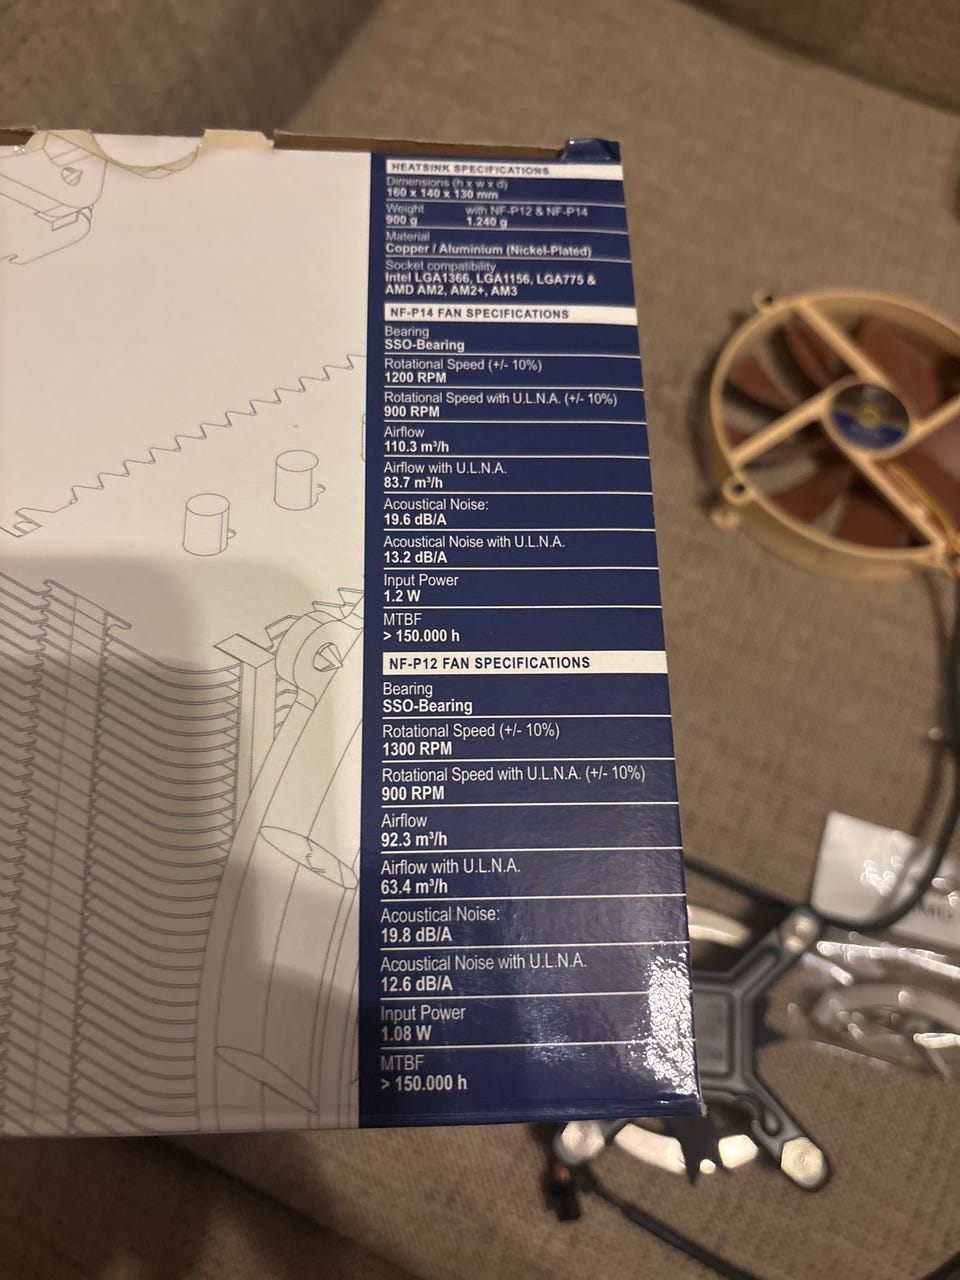 HEATSINK SPECIFICATIONS
Dimensions (h x w x d)
160 x 140 x 130 mm
Weight with NF-P12 & NF-P14
900 g 1.240 g
Material
Copper / Aluminium (Nickel-Plated)
Socket compatibility
Intel LGA1366, LGA1156, LGA775 &
AMD AM2, AM2+, AM3
NF-P14 FAN SPECIFICATIONS
Bearing
SSO-Bearing
Rotational Speed (+/- 10%)
1200 RPM
Rotational Speed with U.L.N.A. (+/- 10%)
900 RPM
Airflow
110.3 m³/h
Airflow with U.L.N.A.
83.7 m³/h
Acoustical Noise:
19.6 dB/A
Acoustical Noise with U.L.N.A.
13.2 dB/A
Input Power
1.2 W
MTBF
> 150.000 h
NF-P12 FAN SPECIFICATIONS
Bearing
SSO-Bearing
Rotational Speed (+/- 10%)
1300 RPM
Rotational Speed with U.L.N.A. (+/- 10%)
900 RPM
Airflow
92.3 m³/h
Airflow with U.L.N.A.
63.4 m³/h
Acoustical Noise:
19.8 dB/A
Acoustical Noise with U.L.N.A.
12.6 dB/A
Input Power
1.08 W
MTBF
> 150.000 h